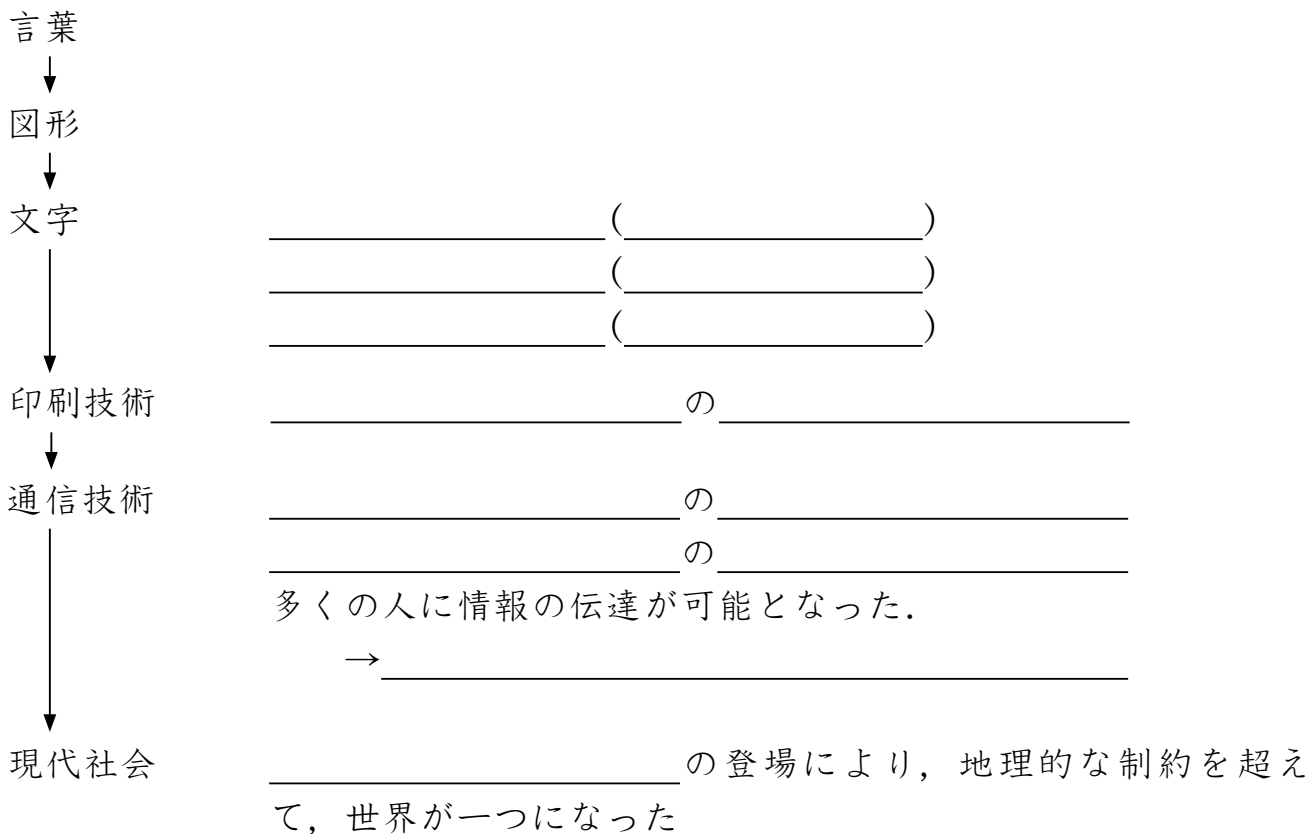 言葉
図形
文字
(                    )
(                    )
(                    )
印刷技術 の
通信技術 の
の
多くの人に情報の伝達が可能となった.
→
現代社会 の登場により，地理的な制約を超え
て，世界が一つになった